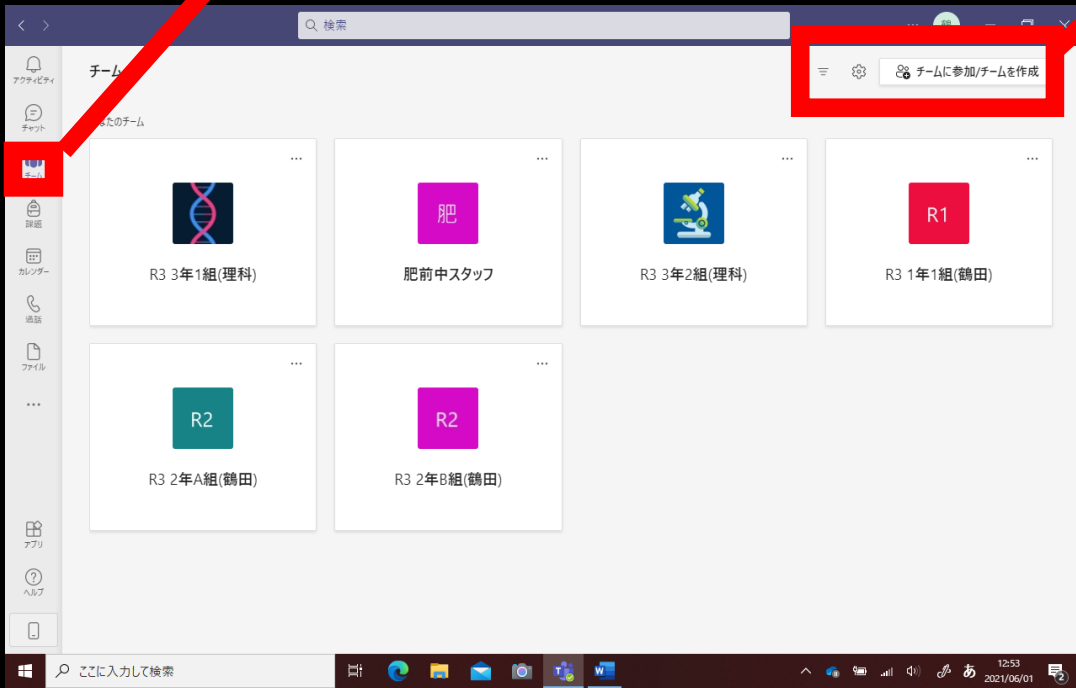 検索
鶴
アクティビティ
チーム
チームに参加/チームを作成
チャット
あなたのチーム
チーム
課題
カレンダー
通話
ファイル
R3 3年1組(理科)
肥
肥前中スタッフ
R3 3年2組(理科)
R1
R3 1年1組(鶴田)
R2
R3 2年A組(鶴田)
R2
R3 2年B組(鶴田)
アプリ
ヘルプ
ここに入力して検索
あ
12:53
2021/06/01
2